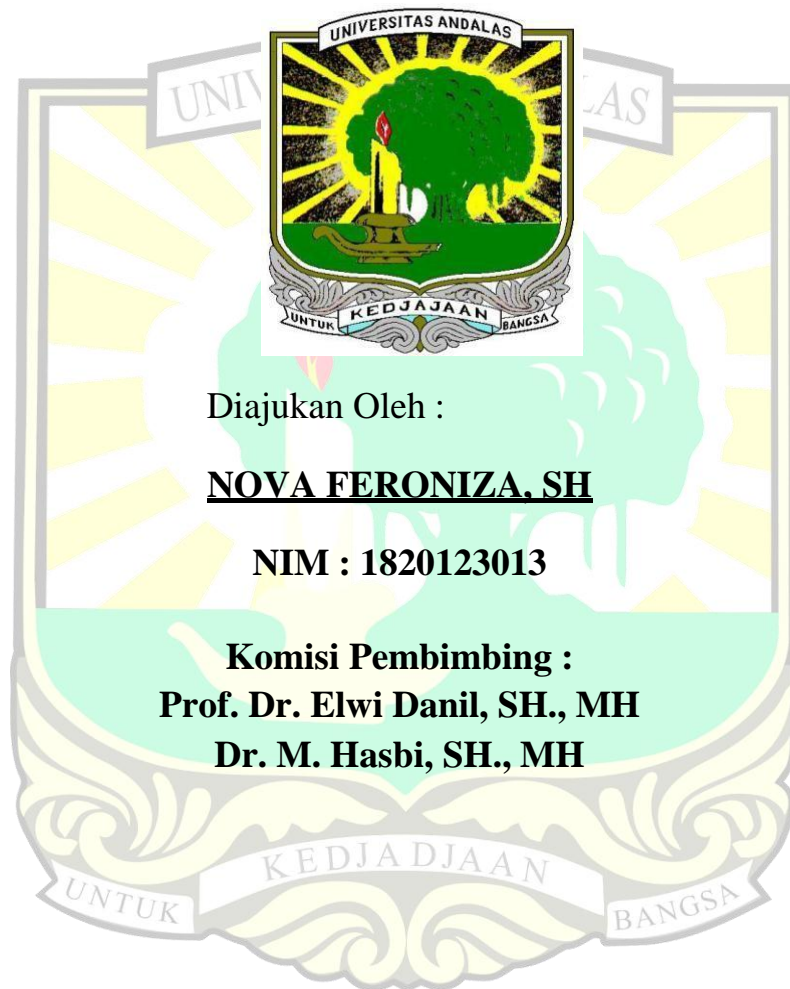 UNIVERSITAS ANDALAS
UNTUK KEDJAJAAN BANGSA
Diajukan Oleh :
NOVA FERONIZA, SH
NIM : 1820123013
Komisi Pembimbing :
Prof. Dr. Elwi Danil, SH., MH
Dr. M. Hasbi, SH., MH
UNTUK KEDJADJAAN BANGSA